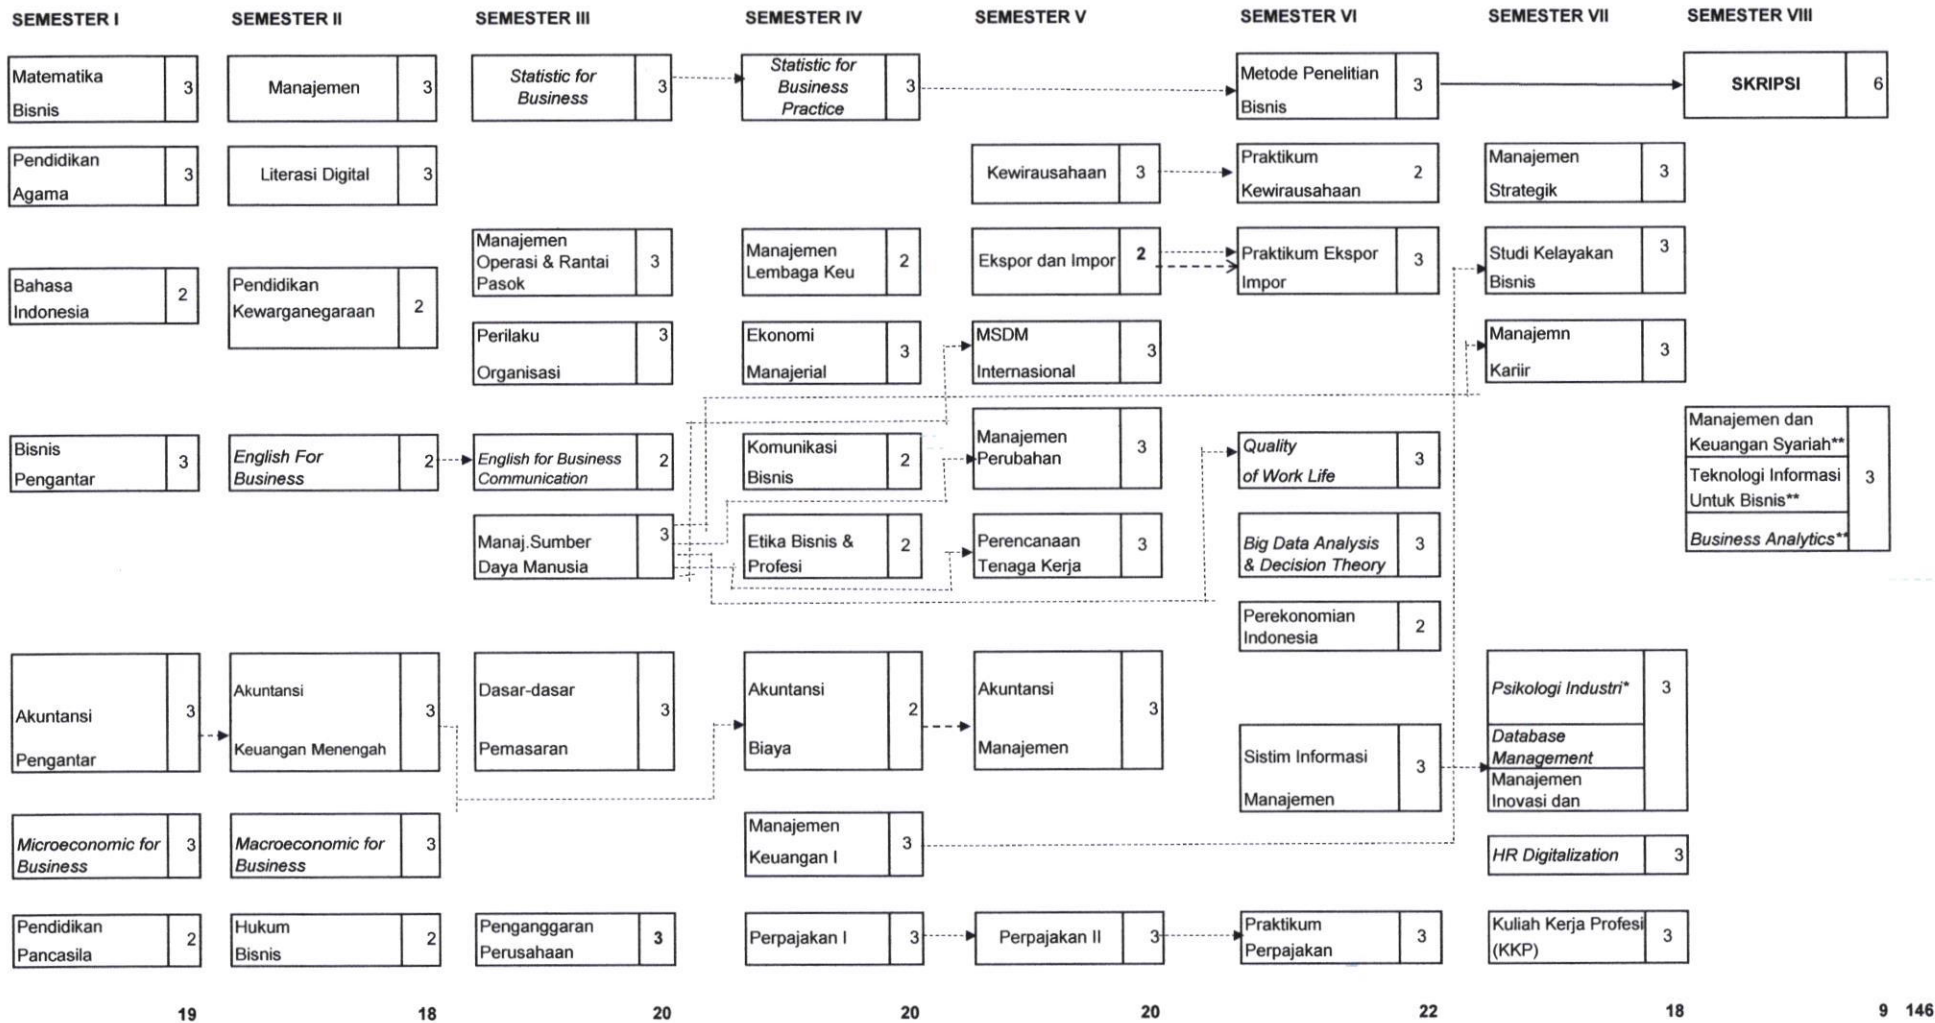 SEMESTER I
SEMESTER II
SEMESTER III
SEMESTER IV
SEMESTER V
SEMESTER VI
SEMESTER VII
SEMESTER VIII
Matematika
Bisnis
3
Manajemen
3
Statistic for
Business
3
Statistic for
Business
Practice
3
Metode Penelitian
Bisnis
3
SKRIPSI
6
Pendidikan
Agama
3
Literasi Digital
3
Kewirausahaan
3
Praktikum
Kewirausahaan
2
Manajemen
Strategik
3
Bahasa
Indonesia
2
Pendidikan
Kewarganegaraan
2
Manajemen
Operasi & Rantai
Pasok
3
Manajemen
Lembaga Keu
2
Ekspor dan Impor
2
Praktikum Ekspor
Impor
3
Studi Kelayakan
Bisnis
3
Perilaku
Organisasi
3
Ekonomi
Manajerial
3
MSDM
Internasional
3
Manajemn
Kariir
3
Bisnis
Pengantar
3
English For
Business
2
English for Business
Communication
2
Komunikasi
Bisnis
2
Manajemen
Perubahan
3
Quality
of Work Life
3
Manajemen dan
Keuangan Syariah**
Teknologi Informasi
Untuk Bisnis**
Business Analytics**
3
Manaj.Sumber
Daya Manusia
3
Etika Bisnis &
Profesi
2
Perencanaan
Tenaga Kerja
3
Big Data Analysis
& Decision Theory
3
Perekonomian
Indonesia
2
Akuntansi
Pengantar
3
Akuntansi
Keuangan Menengah
3
Dasar-dasar
Pemasaran
3
Akuntansi
Biaya
2
Akuntansi
Manajemen
3
Sistim Informasi
Manajemen
3
Psikologi Industri*
Database
Management
Manajemen
Inovasi dan
3
Microeconomic for
Business
3
Macroeconomic for
Business
3
Manajemen
Keuangan I
3
HR Digitalization
3
Pendidikan
Pancasila
2
Hukum
Bisnis
2
Penganggaran
Perusahaan
3
Perpajakan I
3
Perpajakan II
3
Praktikum
Perpajakan
3
Kuliah Kerja Profesi
(KKP)
3
19
18
20
20
20
22
18
9
146